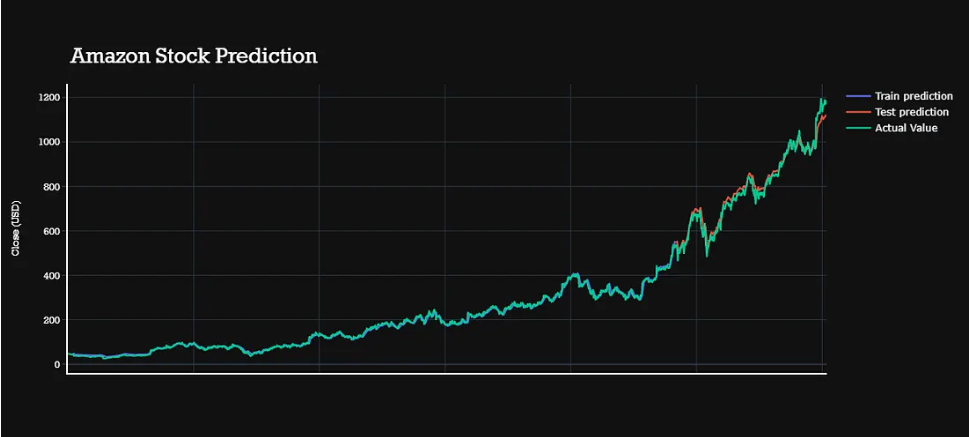 Amazon Stock Prediction
1200
1000
800
600
400
200
0
Close (USD)
Train prediction
Test prediction
Actual Value